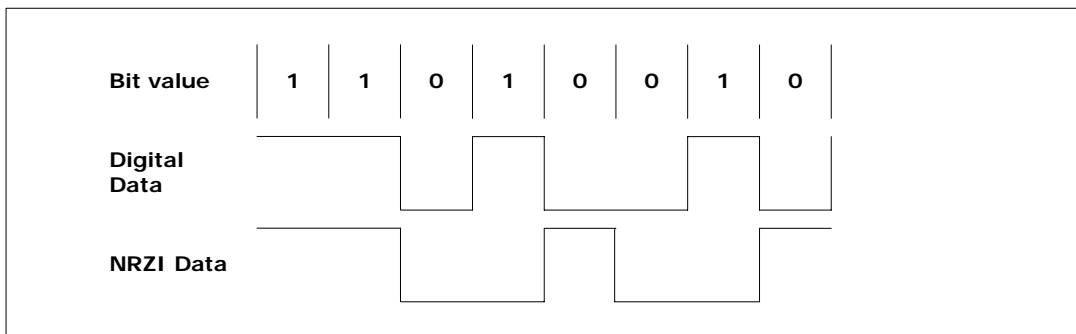 Bit value 1 1 0 1 0 0 1 0
Digital
Data
NRZI Data